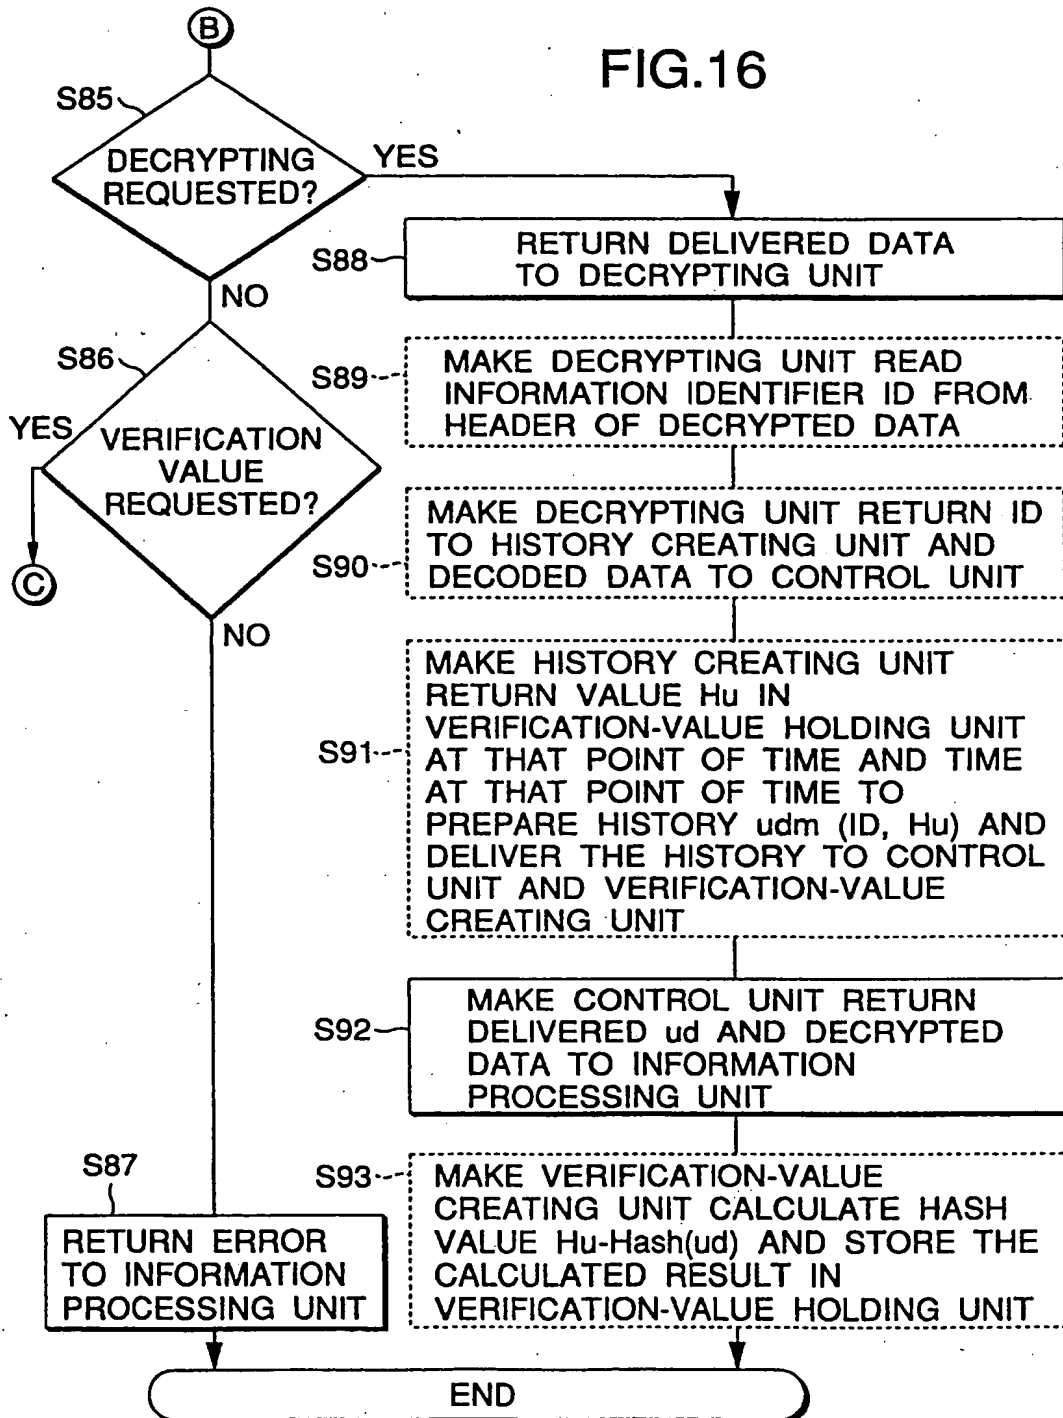 B
FIG.16
S85
DECRYPTING
REQUESTED?
YES
NO
S88
RETURN DELIVERED DATA
TO DECRYPTING UNIT
S86
VERIFICATION
VALUE
REQUESTED?
YES
C
NO
S89
MAKE DECRYPTING UNIT READ
INFORMATION IDENTIFIER ID FROM
HEADER OF DECRYPTED DATA
S90
MAKE DECRYPTING UNIT RETURN ID
TO HISTORY CREATING UNIT AND
DECODED DATA TO CONTROL UNIT
S91
MAKE HISTORY CREATING UNIT
RETURN VALUE Hu IN
VERIFICATION-VALUE HOLDING UNIT
AT THAT POINT OF TIME AND TIME
AT THAT POINT OF TIME TO
PREPARE HISTORY udm (ID, Hu) AND
DELIVER THE HISTORY TO CONTROL
UNIT AND VERIFICATION-VALUE
CREATING UNIT
S92
MAKE CONTROL UNIT RETURN
DELIVERED ud AND DECRYPTED
DATA TO INFORMATION
PROCESSING UNIT
S87
RETURN ERROR
TO INFORMATION
PROCESSING UNIT
S93
MAKE VERIFICATION-VALUE
CREATING UNIT CALCULATE HASH
VALUE Hu-Hash(ud) AND STORE THE
CALCULATED RESULT IN
VERIFICATION-VALUE HOLDING UNIT
END